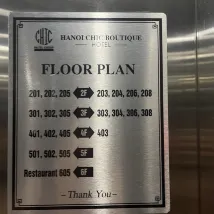 CHIC
HANOI CHIC BOUTIQUE
HOTEL
FLOOR PLAN
201, 202, 205 2F 203, 204, 206, 208
301, 302, 305 3F 303, 304, 306, 308
401, 402, 405 4F 403
501, 502, 505 5F
Restaurant 605 6F
~Thank You~